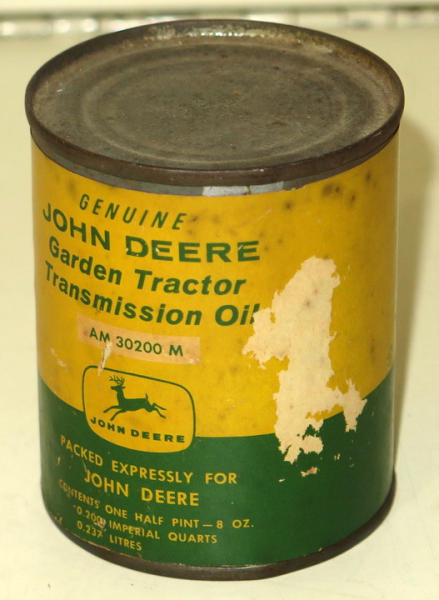 GENUINE
JOHN DEERE
Garden Tractor
Transmission Oil
AM 30200 M
JOHN DEERE
PACKED EXPRESSLY FOR
JOHN DEERE
CONTENTS ONE HALF PINT — 8 OZ.
0.200 IMPERIAL QUARTS
0.237 LITRES